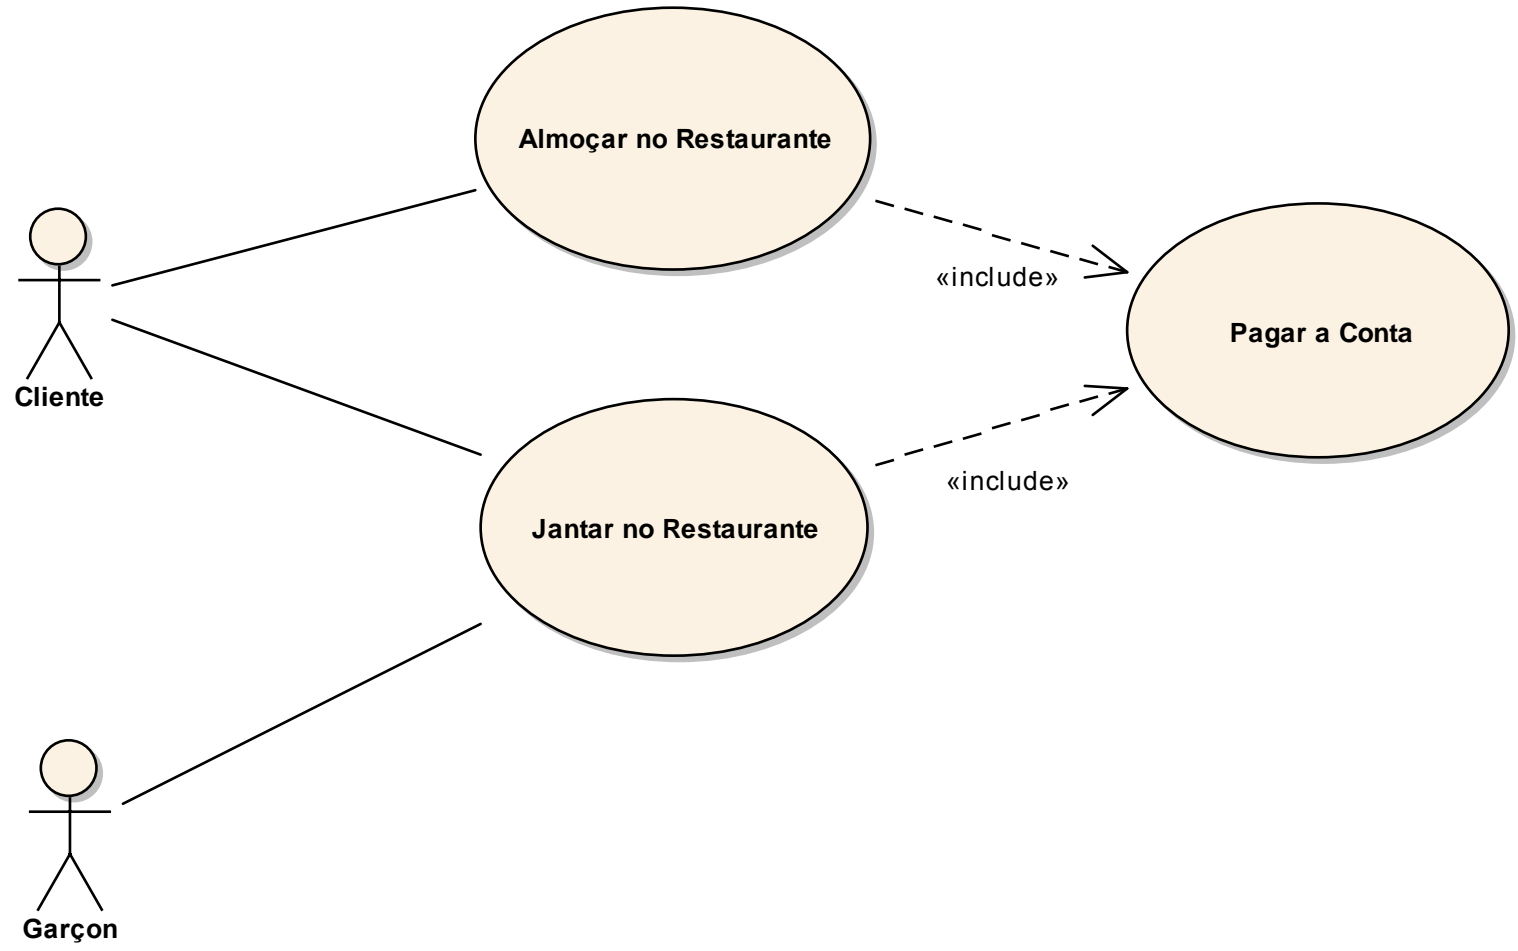 Almoçar no Restaurante
«include»
Pagar a Conta
Cliente
«include»
Jantar no Restaurante
Garçon